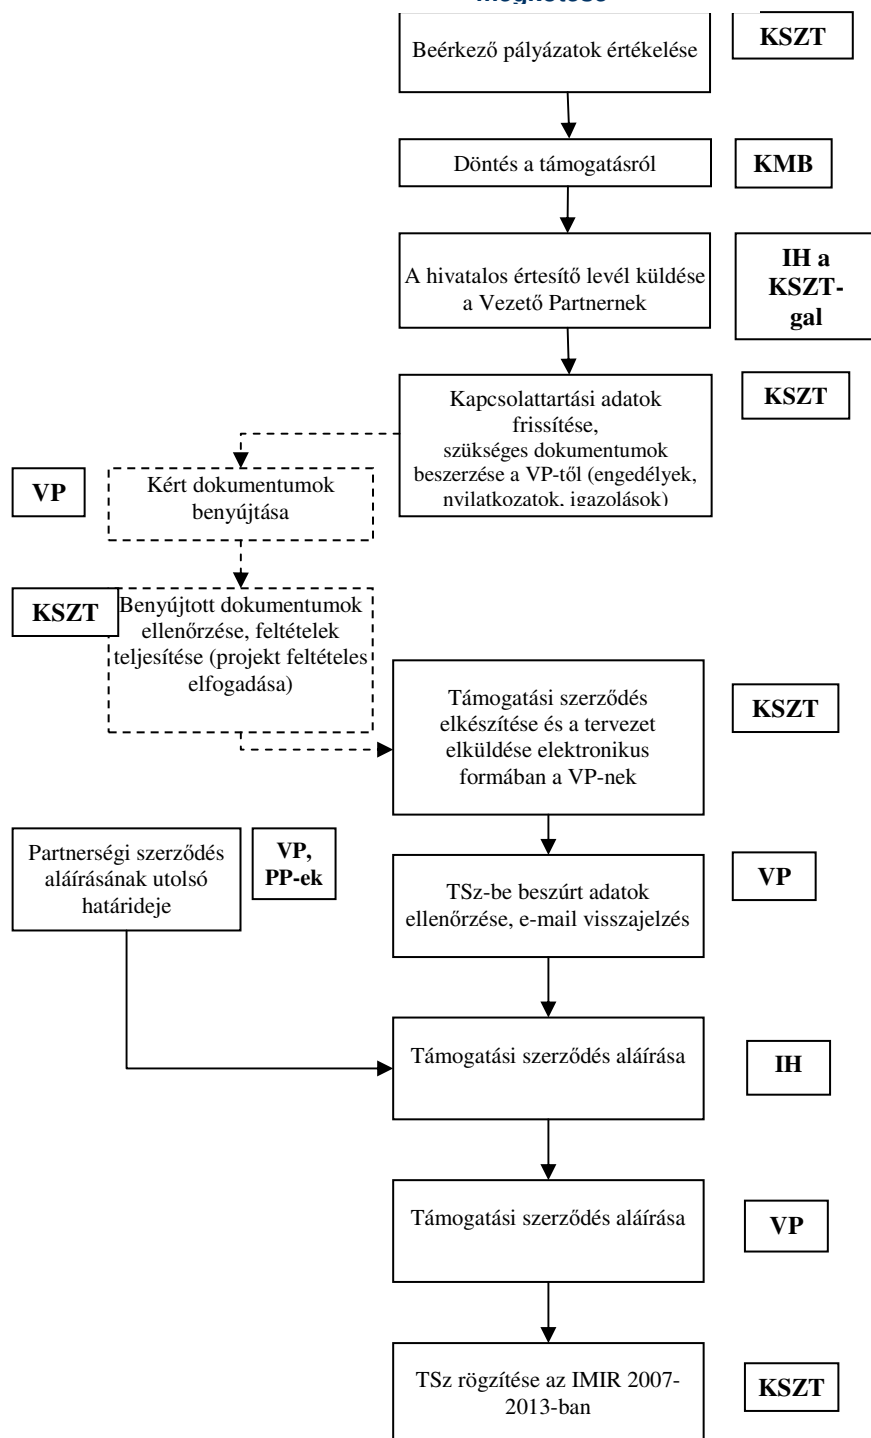 megkötése
Beérkező pályázatok értékelése
KSZT
Döntés a támogatásról
KMB
A hivatalos értesítő levél küldése
a Vezető Partnernek
IH a
KSZT-
gal
Kapcsolattartási adatok
frissítése,
szükséges dokumentumok
beszerzése a VP-től (engedélyek,
nyilatkozatok, igazolások)
KSZT
VP
Kért dokumentumok
benyújtása
KSZT
Benyújtott dokumentumok
ellenőrzése, feltételek
teljesítése (projekt feltételes
elfogadása)
Támogatási szerződés
elkészítése és a tervezet
elküldése elektronikus
formában a VP-nek
KSZT
Partnerségi szerződés
aláírásának utolsó
határideje
VP,
PP-ek
TSz-be beszúrt adatok
ellenőrzése, e-mail visszajelzés
VP
Támogatási szerződés aláírása
IH
Támogatási szerződés aláírása
VP
TSz rögzítése az IMIR 2007-
2013-ban
KSZT